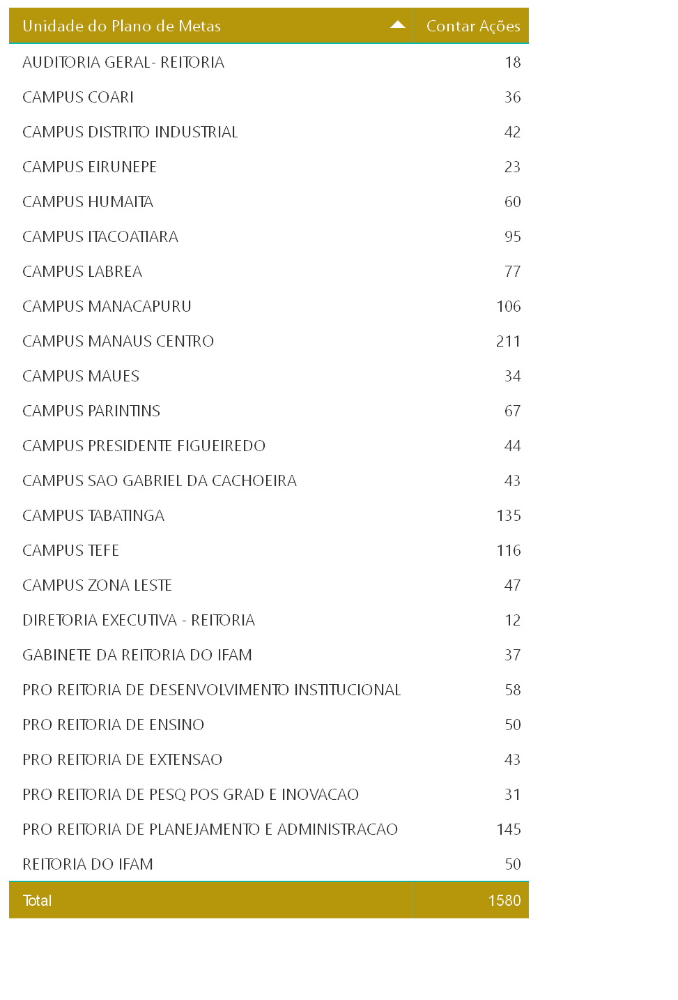 Unidade do Plano de Metas Contar Ações
AUDITORIA GERAL- REITORIA 18
CAMPUS COARI 36
CAMPUS DISTRITO INDUSTRIAL 42
CAMPUS EIRUNEPE 23
CAMPUS HUMAITA 60
CAMPUS ITACOATIARA 95
CAMPUS LABREA 77
CAMPUS MANACAPURU 106
CAMPUS MANAUS CENTRO 211
CAMPUS MAUES 34
CAMPUS PARINTINS 67
CAMPUS PRESIDENTE FIGUEIREDO 44
CAMPUS SAO GABRIEL DA CACHOEIRA 43
CAMPUS TABATINGA 135
CAMPUS TEFE 116
CAMPUS ZONA LESTE 47
DIRETORIA EXECUTIVA - REITORIA 12
GABINETE DA REITORIA DO IFAM 37
PRO REITORIA DE DESENVOLVIMENTO INSTITUCIONAL 58
PRO REITORIA DE ENSINO 50
PRO REITORIA DE EXTENSAO 43
PRO REITORIA DE PESQ POS GRAD E INOVACAO 31
PRO REITORIA DE PLANEJAMENTO E ADMINISTRACAO 145
REITORIA DO IFAM 50
Total 1580